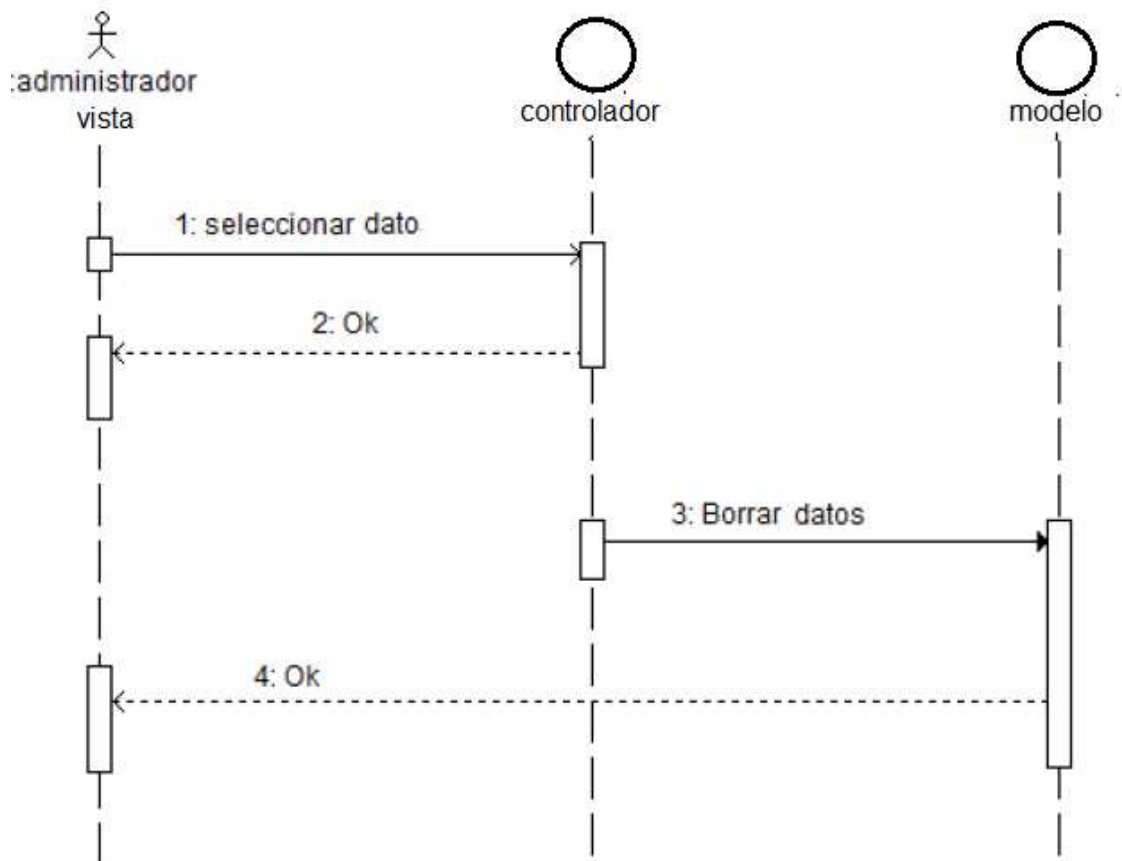 :administrador
vista
controlador
modelo
1: seleccionar dato
2: Ok
3: Borrar datos
4: Ok